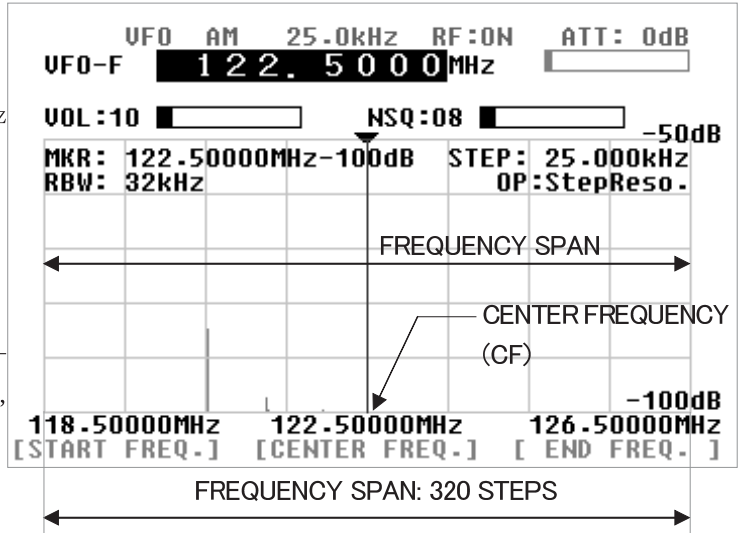 VFO AM 25.0kHz RF:ON ATT: 0dB
VFO-F 122.5000MHz
VOL:10 NSQ:08
-50dB
MKR: 122.50000MHz-100dB STEP: 25.000kHz
RBW: 32kHz OP:StepReso.
FREQUENCY SPAN
CENTER FREQUENCY
(CF)
-100dB
118.50000MHz 122.50000MHz 126.50000MHz
[START FREQ.] [CENTER FREQ.] [ END FREQ. ]
FREQUENCY SPAN: 320 STEPS